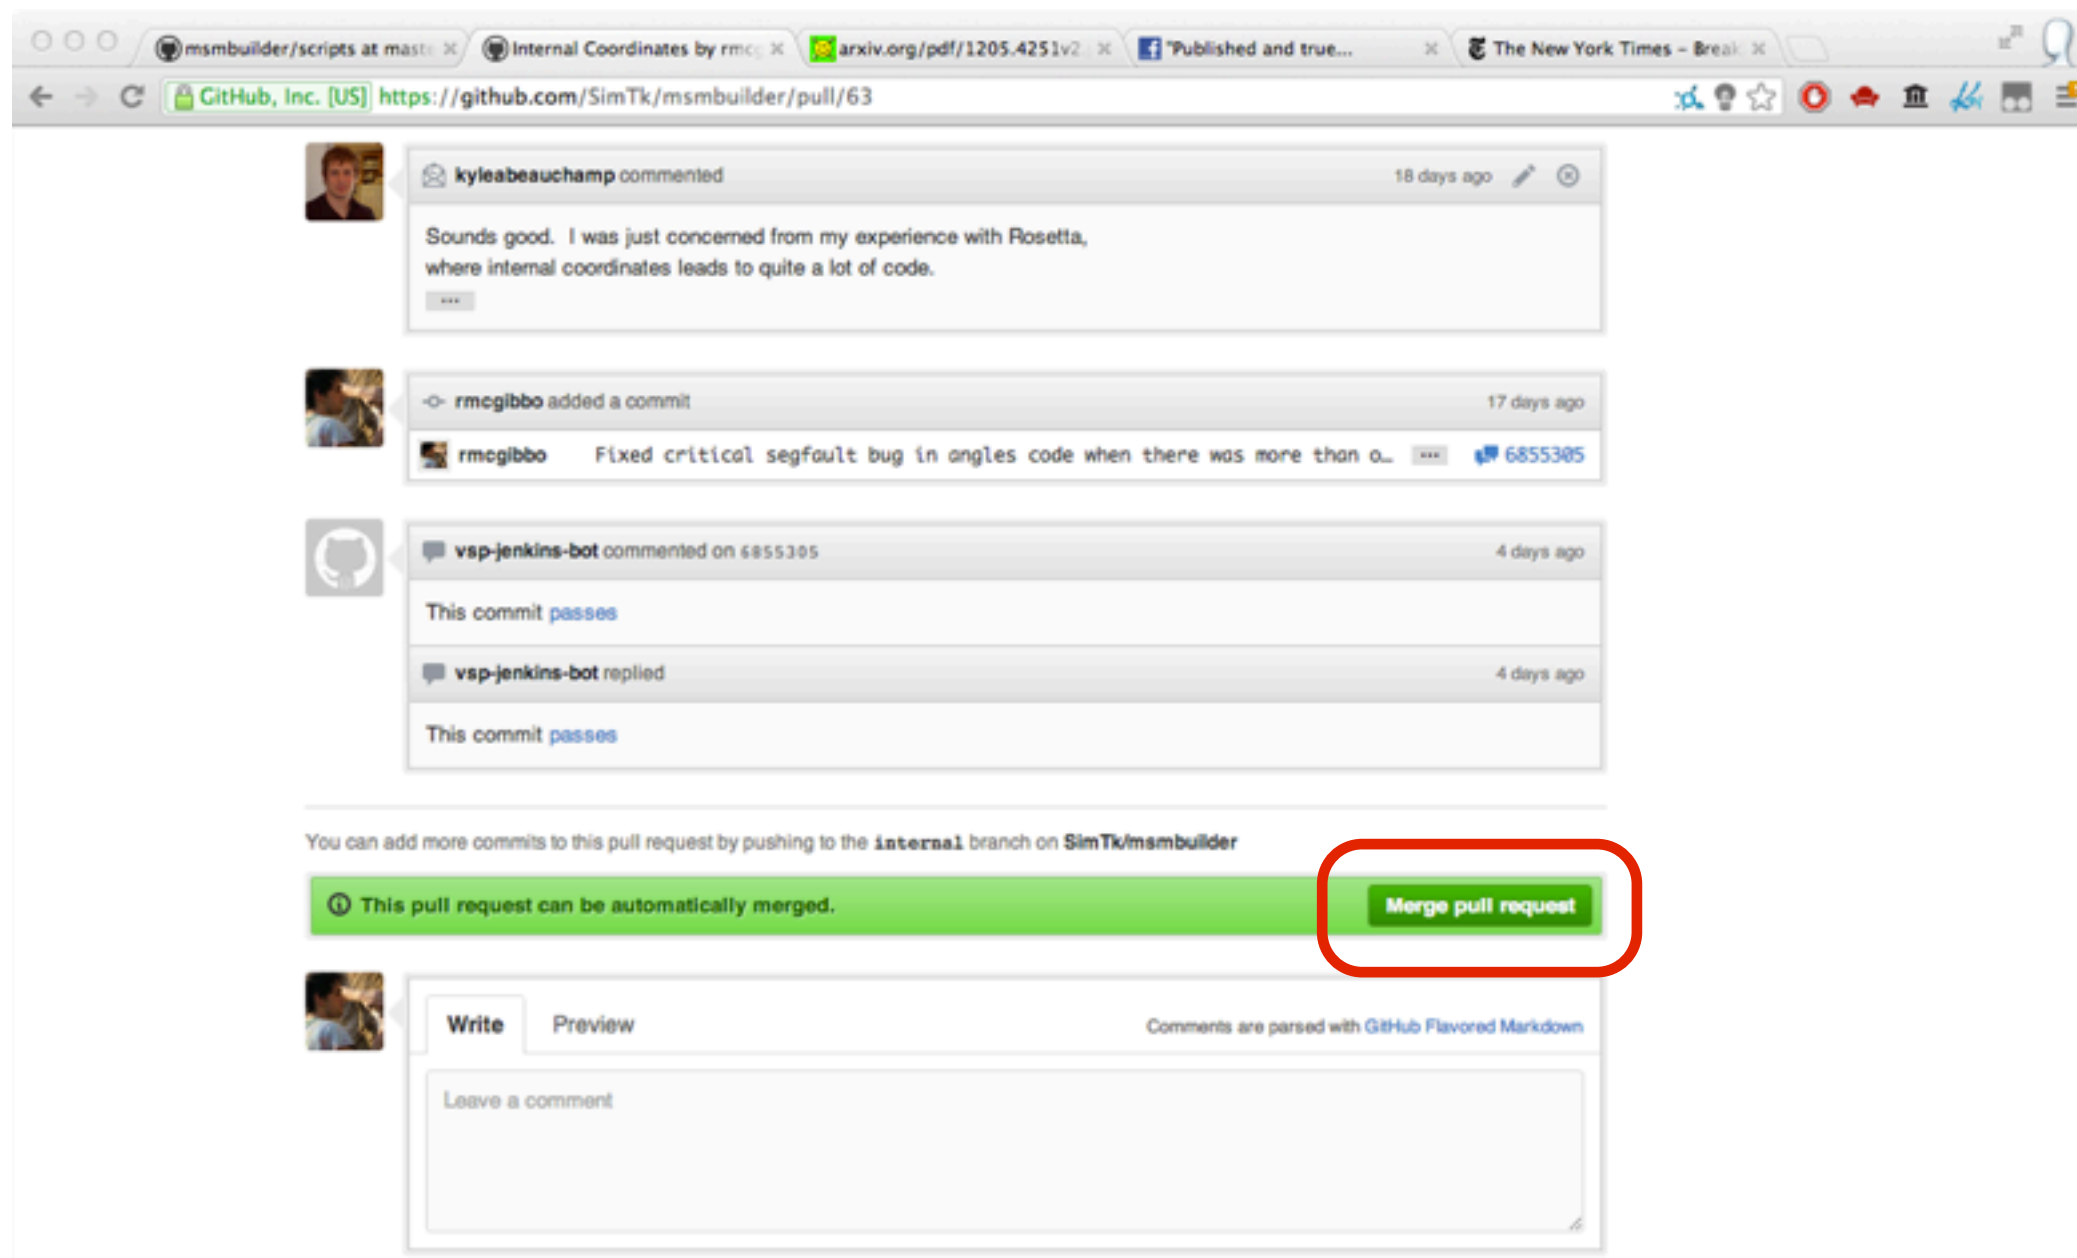 msmbuilder/scripts at maste
Internal Coordinates by rmcg
arxiv.org/pdf/1205.4251v2
"Published and true...
The New York Times – Break
GitHub, Inc. [US] https://github.com/SimTk/msmbuilder/pull/63
kyleabeauchamp commented 18 days ago
Sounds good. I was just concerned from my experience with Rosetta,
where internal coordinates leads to quite a lot of code.
rmcgibbo added a commit 17 days ago
rmcgibbo Fixed critical segfault bug in angles code when there was more than o… 6855305
vsp-jenkins-bot commented on 6855305 4 days ago
This commit passes
vsp-jenkins-bot replied 4 days ago
This commit passes
You can add more commits to this pull request by pushing to the internal branch on SimTk/msmbuilder
This pull request can be automatically merged. Merge pull request
Write Preview Comments are parsed with GitHub Flavored Markdown
Leave a comment